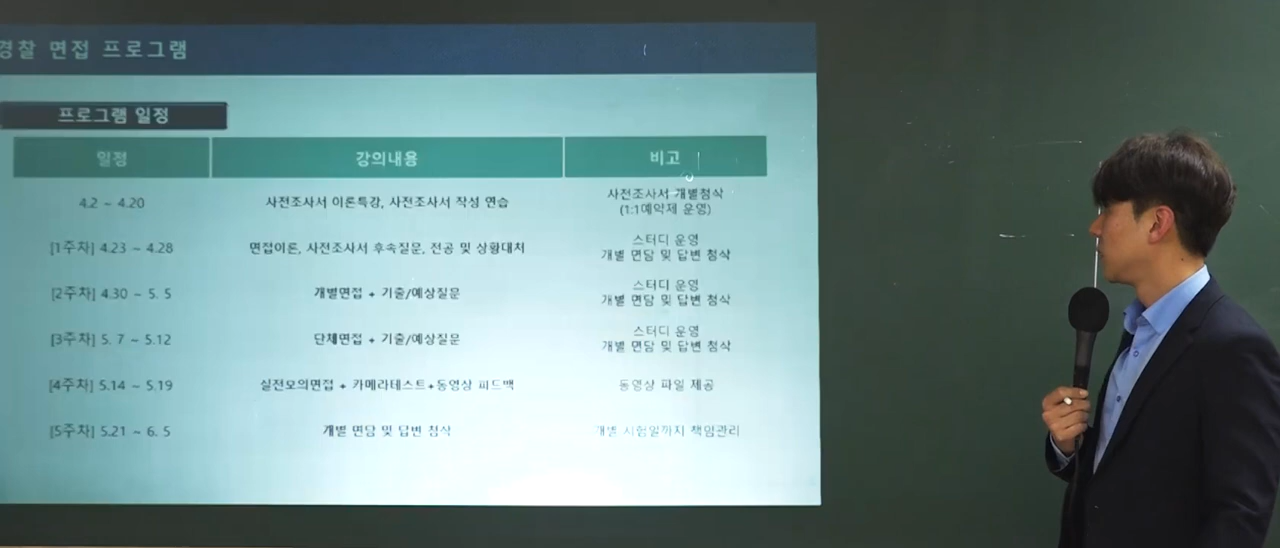 경찰 면접 프로그램
프로그램 일정
일정 강의내용 비고
4.2 ~ 4.20 사전조사서 이론특강, 사전조사서 작성 연습 사전조사서 개별첨삭
(1:1예약제 운영)
[1주차] 4.23 ~ 4.28 면접이론, 사전조사서 후속질문, 전공 및 상황대처 스터디 운영
개별 면담 및 답변 첨삭
[2주차] 4.30 ~ 5. 5 개별면접 + 기출/예상질문 스터디 운영
개별 면담 및 답변 첨삭
[3주차] 5. 7 ~ 5.12 단체면접 + 기출/예상질문 스터디 운영
개별 면담 및 답변 첨삭
[4주차] 5.14 ~ 5.19 실전모의면접 + 카메라테스트+동영상 피드백 동영상 파일 제공
[5주차] 5.21 ~ 6. 5 개별 면담 및 답변 첨삭 개별 시험일까지 책임관리